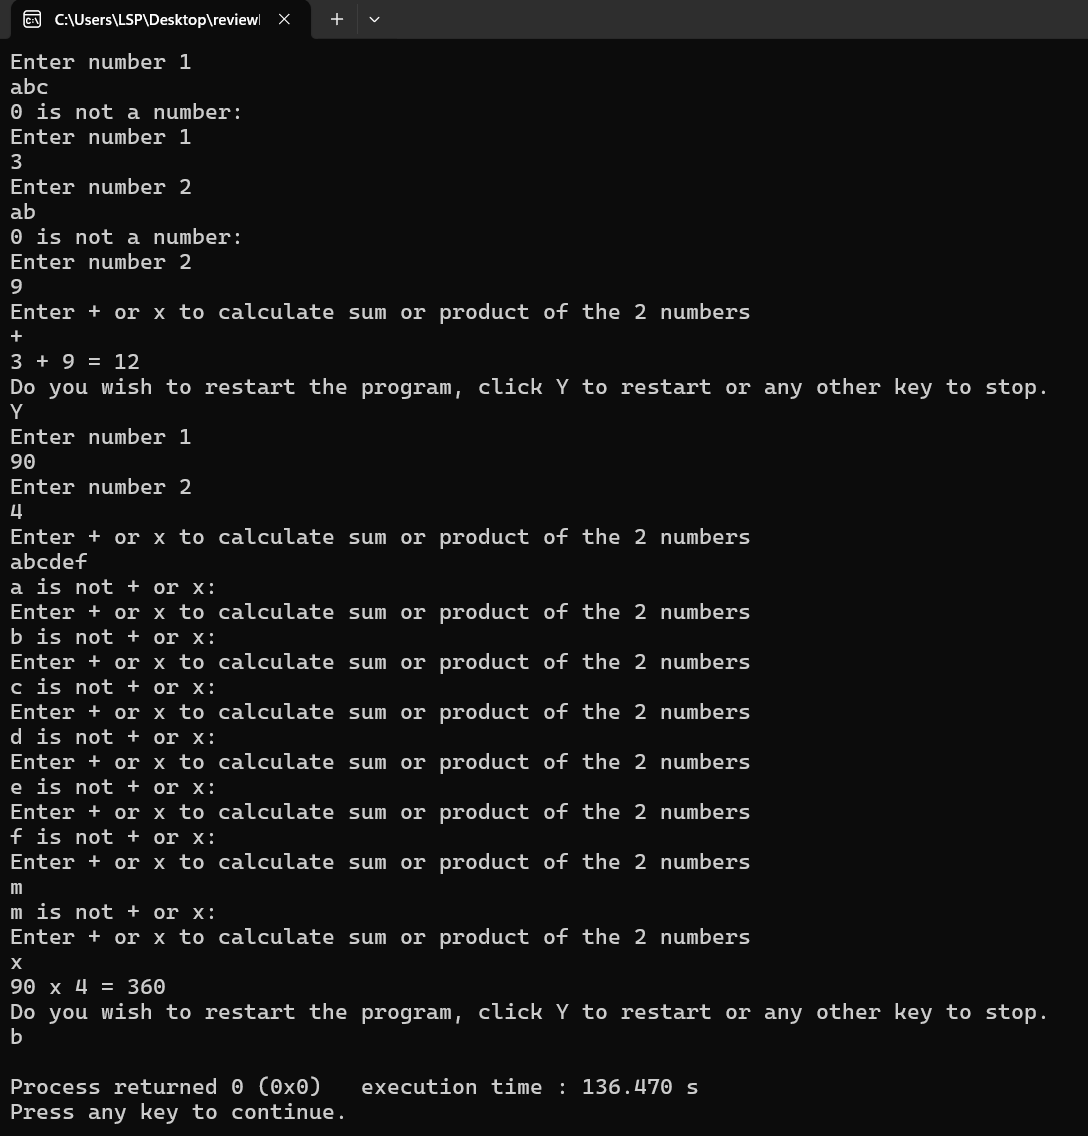 C:\Users\LSP\Desktop\review
Enter number 1
abc
0 is not a number:
Enter number 1
3
Enter number 2
ab
0 is not a number:
Enter number 2
9
Enter + or x to calculate sum or product of the 2 numbers
+
3 + 9 = 12
Do you wish to restart the program, click Y to restart or any other key to stop.
Y
Enter number 1
90
Enter number 2
4
Enter + or x to calculate sum or product of the 2 numbers
abcdef
a is not + or x:
Enter + or x to calculate sum or product of the 2 numbers
b is not + or x:
Enter + or x to calculate sum or product of the 2 numbers
c is not + or x:
Enter + or x to calculate sum or product of the 2 numbers
d is not + or x:
Enter + or x to calculate sum or product of the 2 numbers
e is not + or x:
Enter + or x to calculate sum or product of the 2 numbers
f is not + or x:
Enter + or x to calculate sum or product of the 2 numbers
m
m is not + or x:
Enter + or x to calculate sum or product of the 2 numbers
x
90 x 4 = 360
Do you wish to restart the program, click Y to restart or any other key to stop.
b
Process returned 0 (0x0)   execution time : 136.470 s
Press any key to continue.